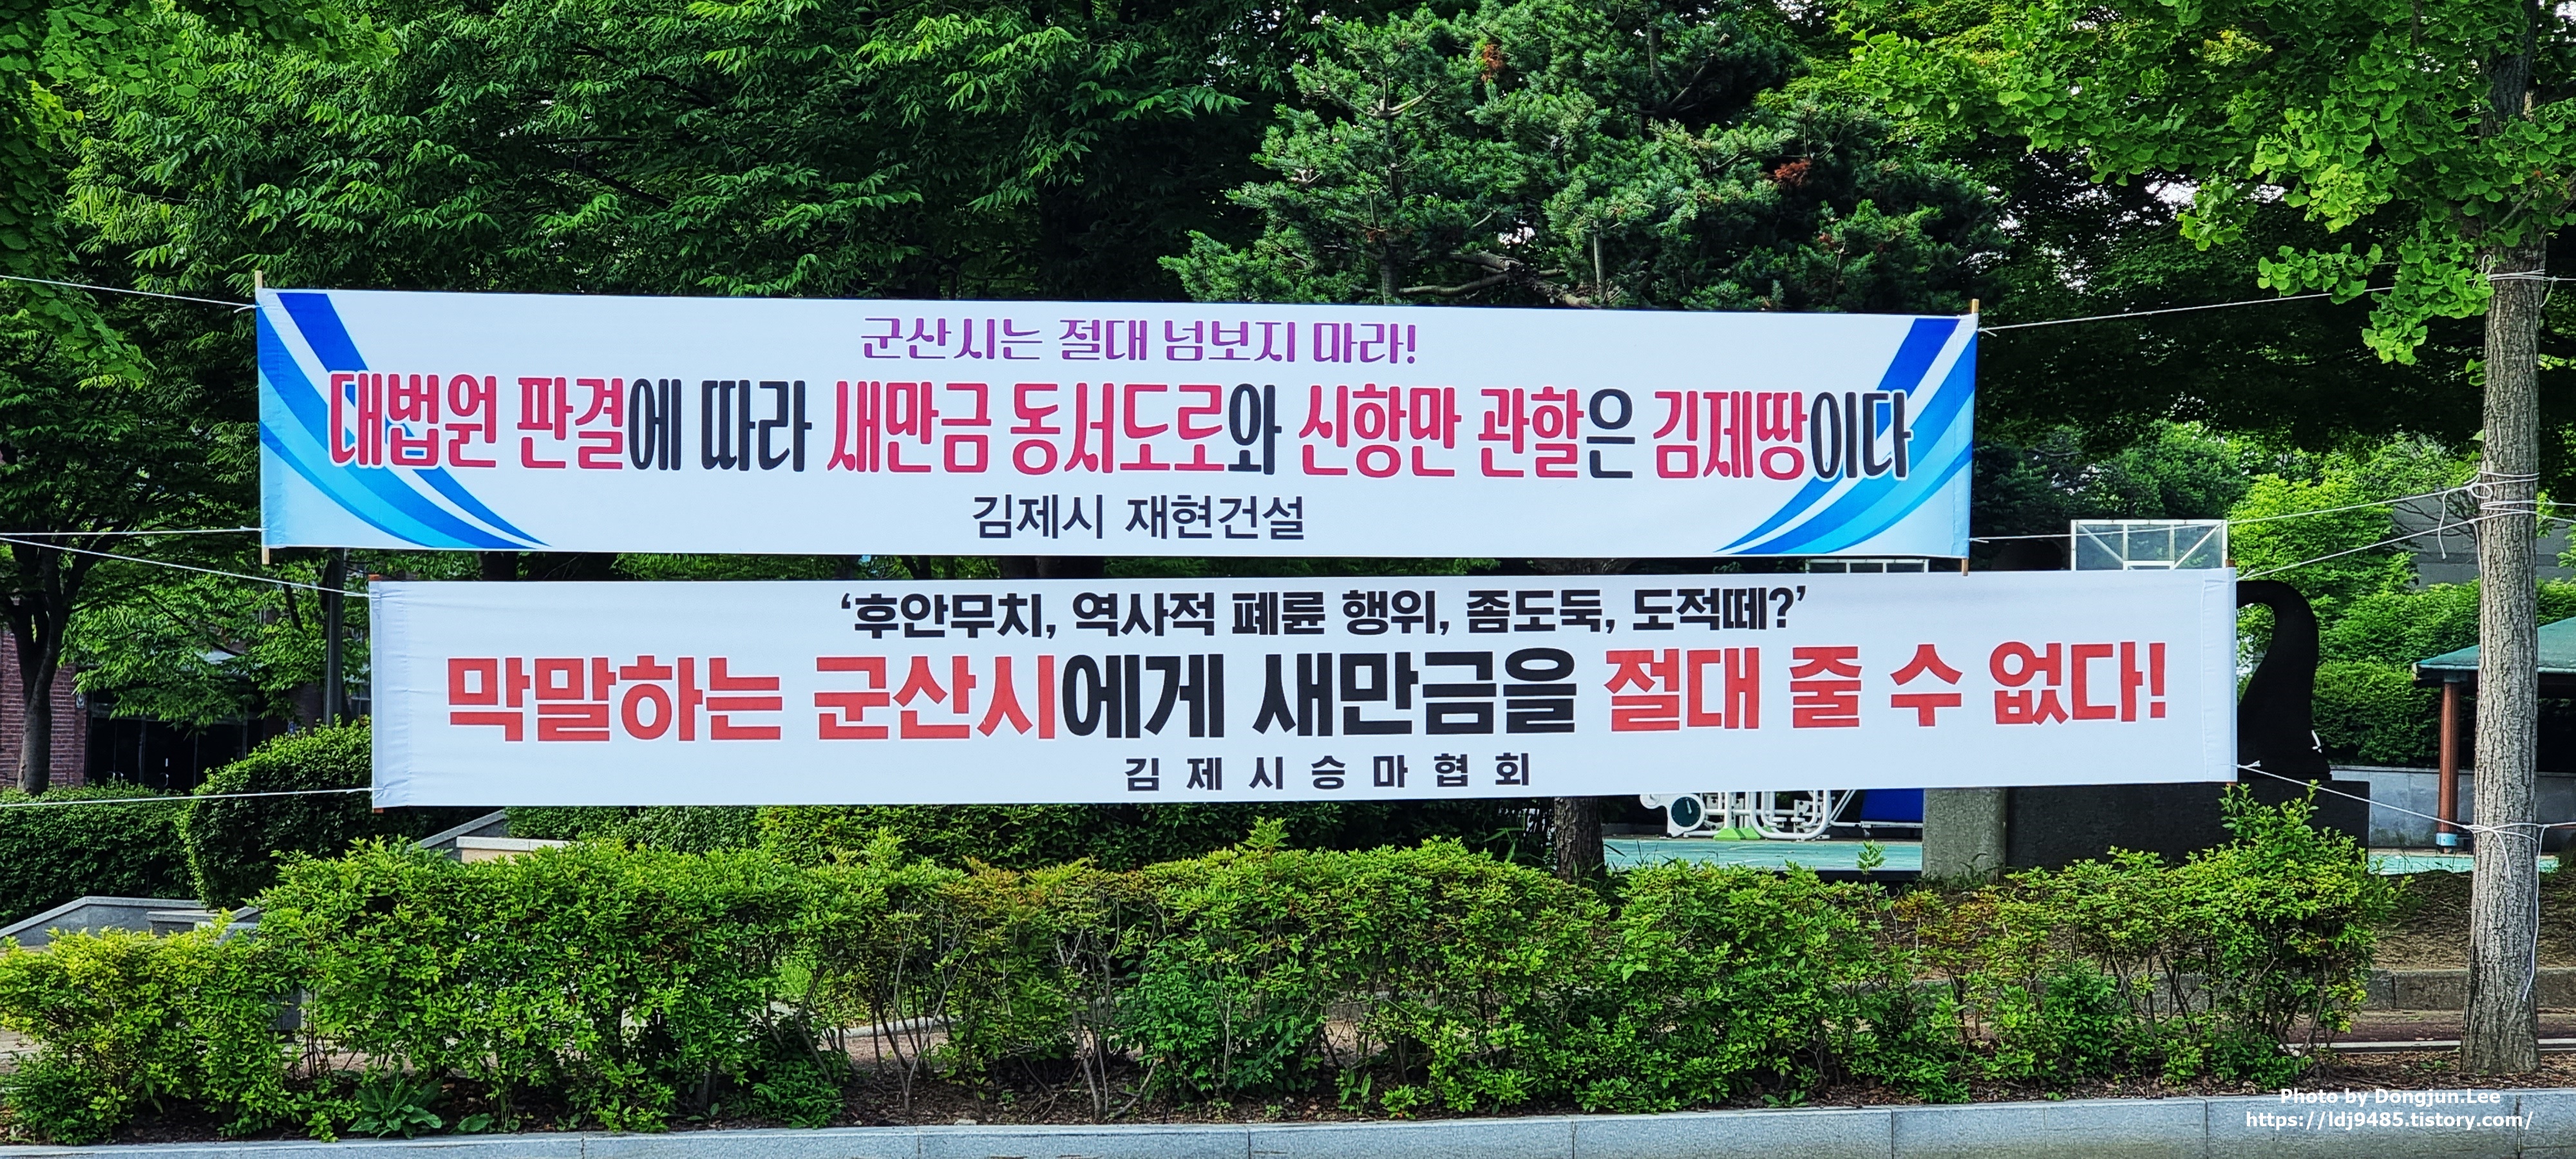 군산시는 절대 넘보지 마라!
대법원 판결에 따라 새만금 동서도로와 신항만 관할은 김제땅이다
김제시 재현건설
‘후안무치, 역사적 폐륜 행위, 좀도둑, 도적떼?’
막말하는 군산시에게 새만금을 절대 줄 수 없다!
김제시승마협회
Photo by Dongjun.Lee
https://ldj9485.tistory.com/